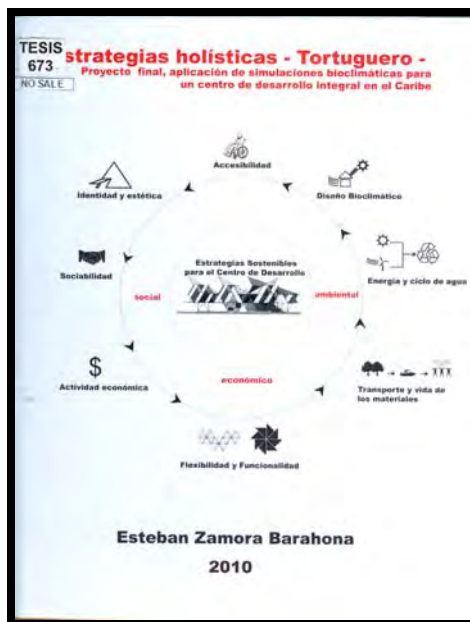 TESIS
673
NO SALE
strategias holísticas - Tortuguero -
Proyecto final, aplicación de simulaciones bioclimáticas para
un centro de desarrollo integral en el Caribe
Accesibilidad
Identidad y estética
Diseño Bioclimático
Sociabilidad
Estrategias Sostenibles
para el Centro de Desarrollo
Energía y ciclo de agua
social
ambiental
$
Actividad económica
económico
Transporte y vida de
los materiales
Flexibilidad y Funcionalidad
Esteban Zamora Barahona
2010